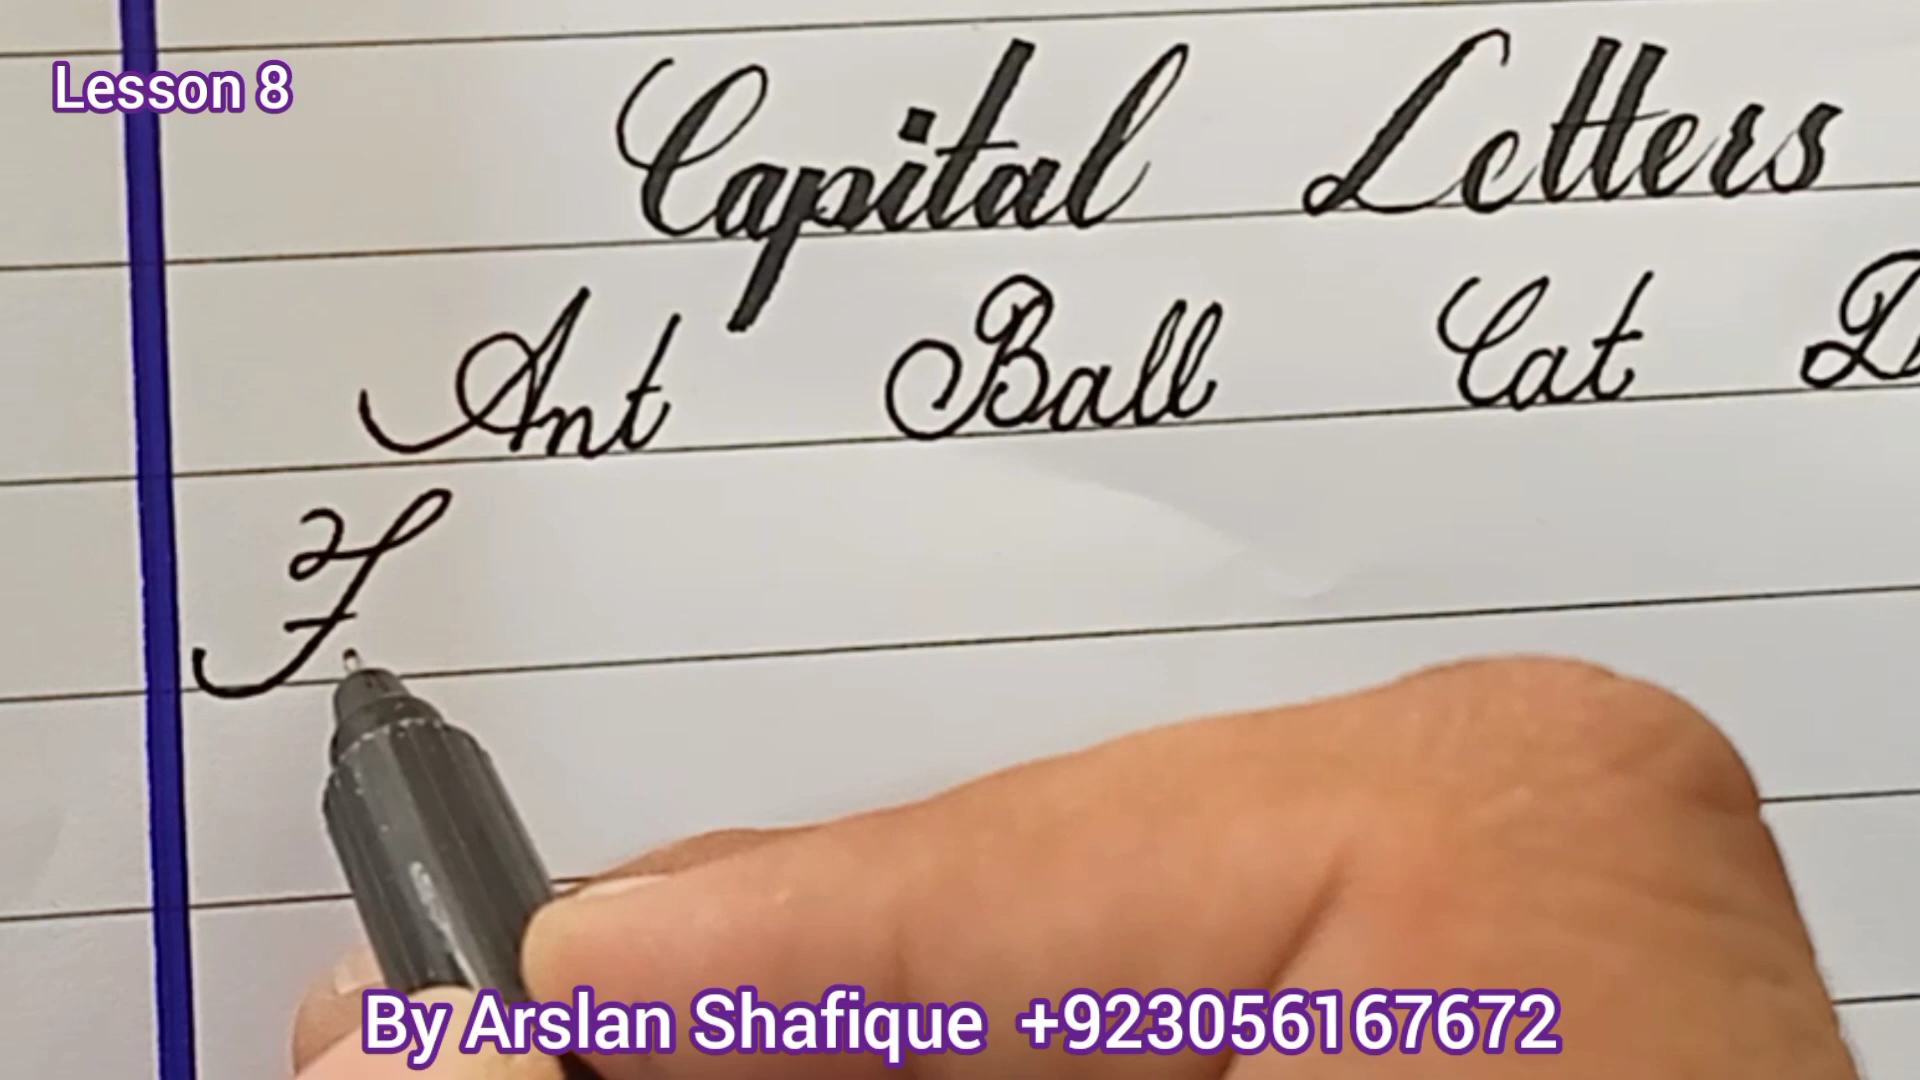 Lesson 8
Capital Letters
Ant Ball Cat D
F
By Arslan Shafique +923056167672